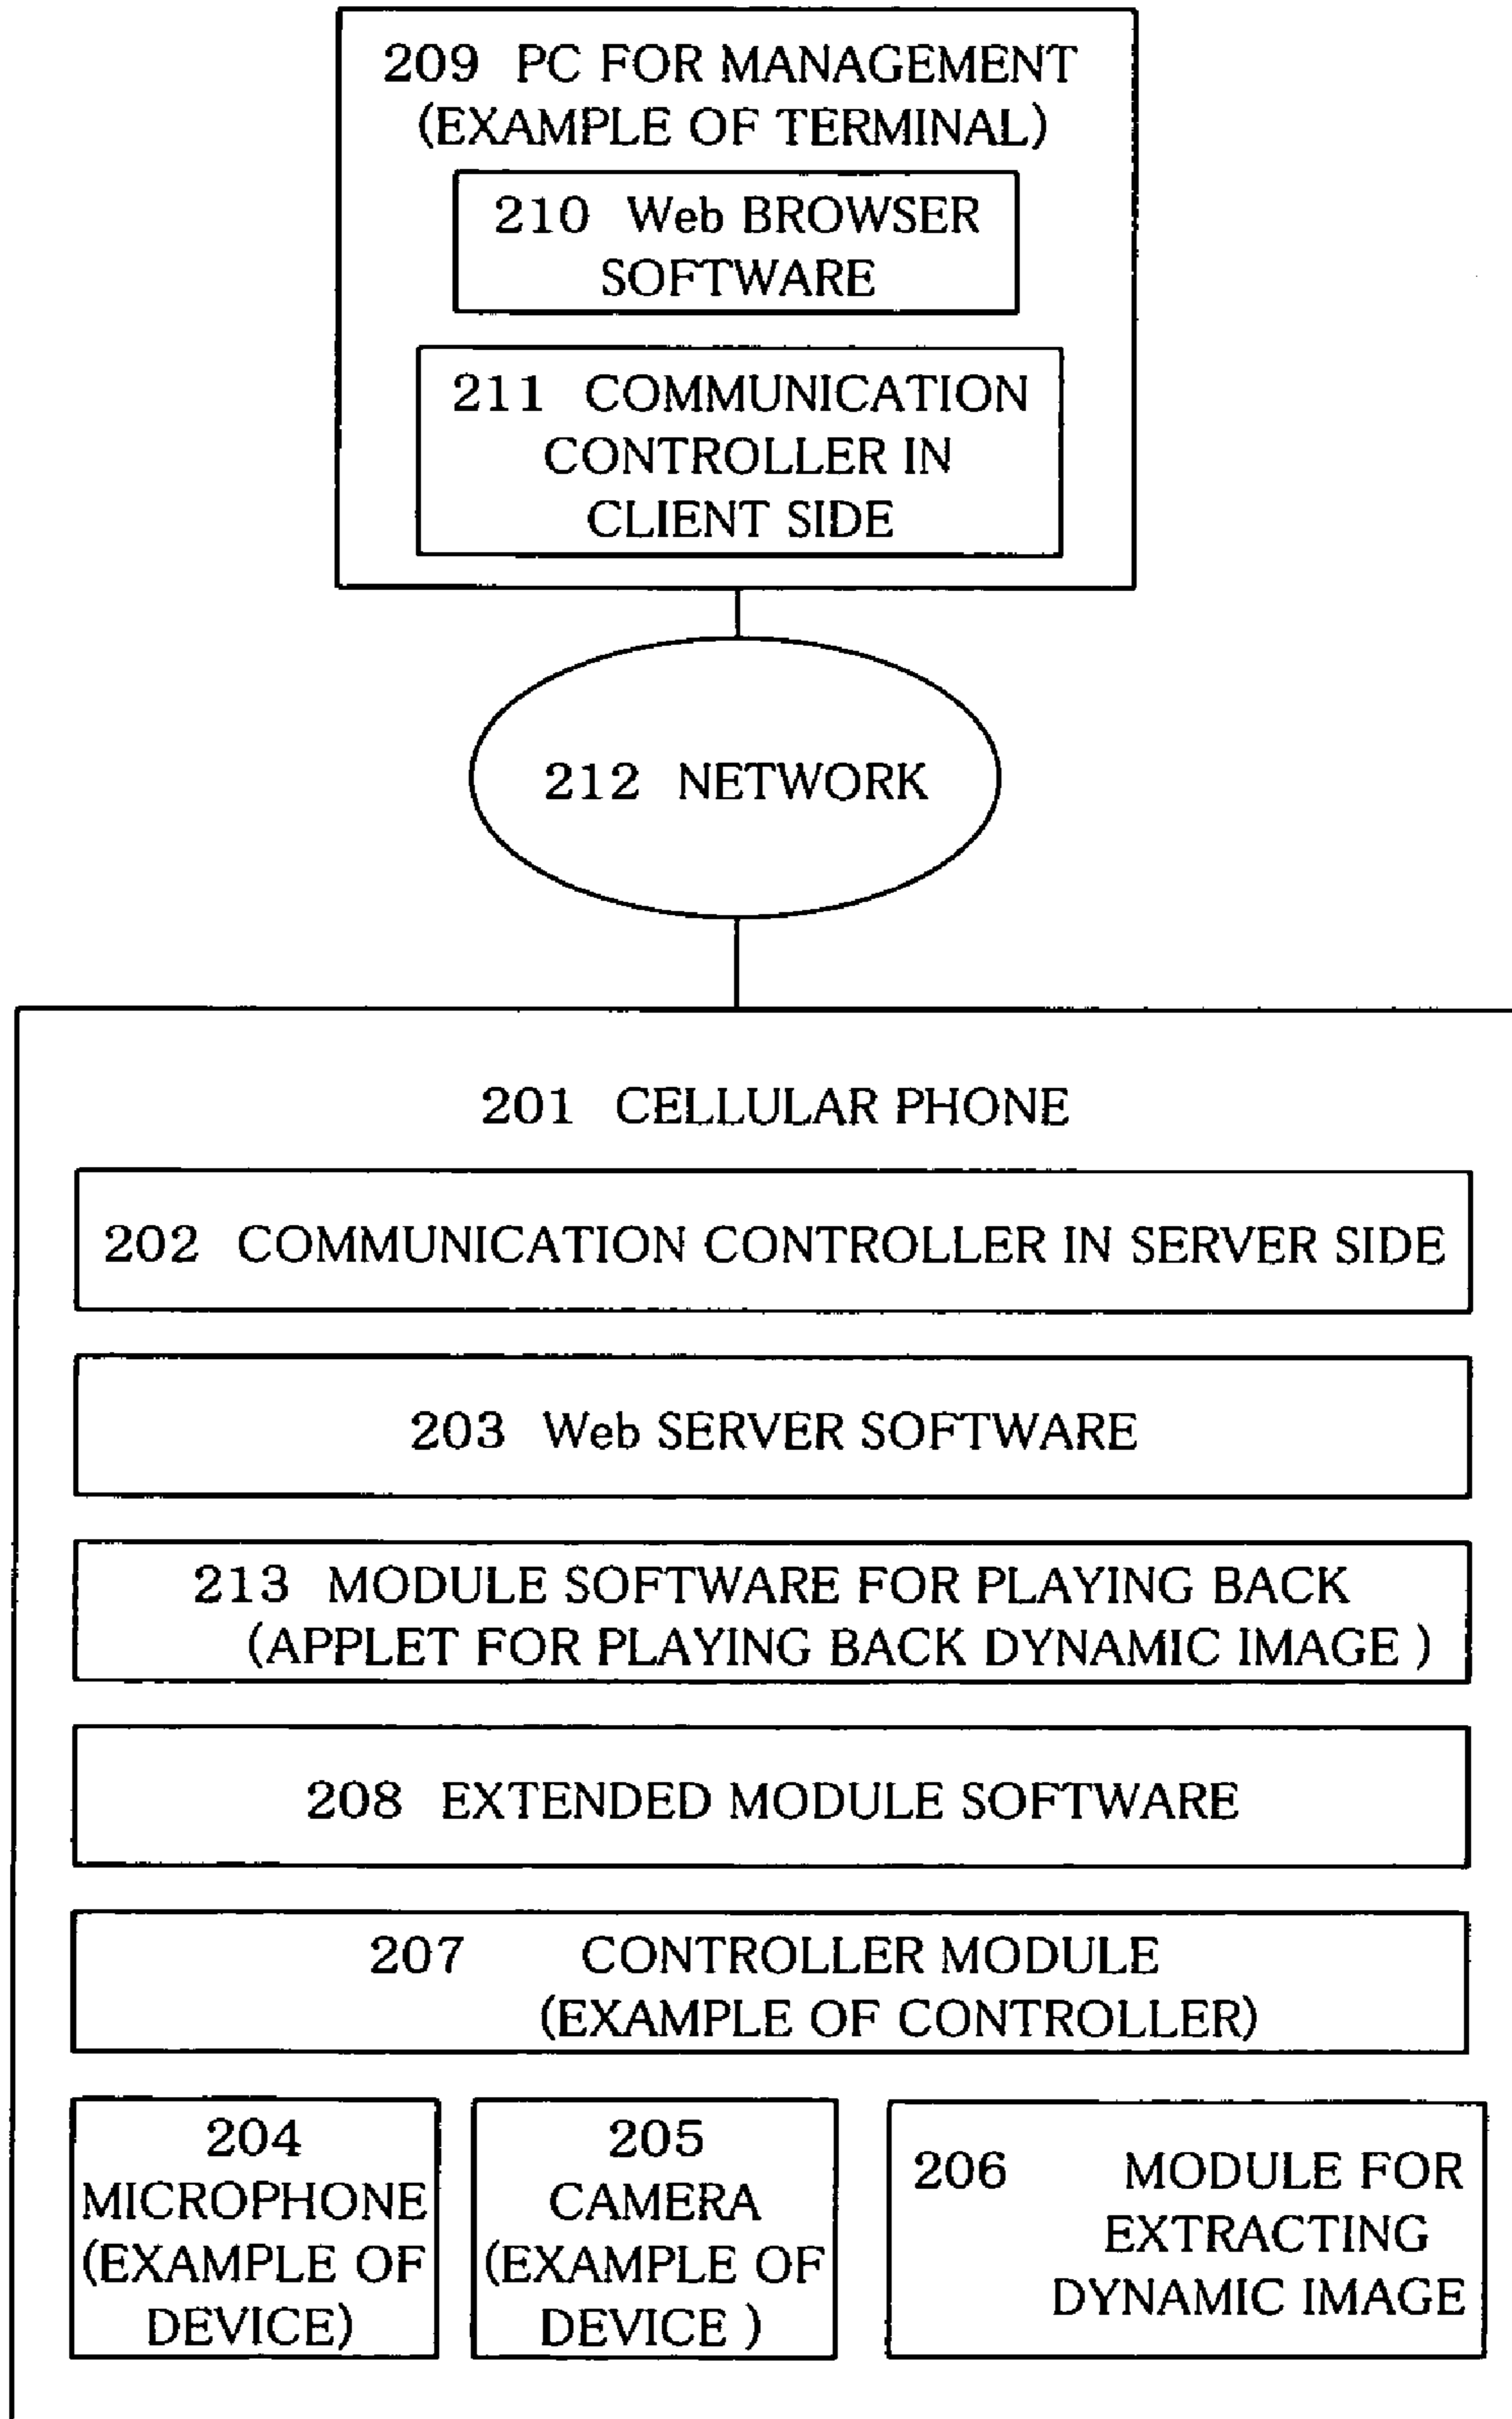 209 PC FOR MANAGEMENT
(EXAMPLE OF TERMINAL)
210 Web BROWSER
SOFTWARE
211 COMMUNICATION
CONTROLLER IN
CLIENT SIDE
212 NETWORK
201 CELLULAR PHONE
202 COMMUNICATION CONTROLLER IN SERVER SIDE
203 Web SERVER SOFTWARE
213 MODULE SOFTWARE FOR PLAYING BACK
(APPLET FOR PLAYING BACK DYNAMIC IMAGE )
208 EXTENDED MODULE SOFTWARE
207 CONTROLLER MODULE
(EXAMPLE OF CONTROLLER)
204
MICROPHONE
(EXAMPLE OF
DEVICE)
205
CAMERA
(EXAMPLE OF
DEVICE )
206 MODULE FOR
EXTRACTING
DYNAMIC IMAGE